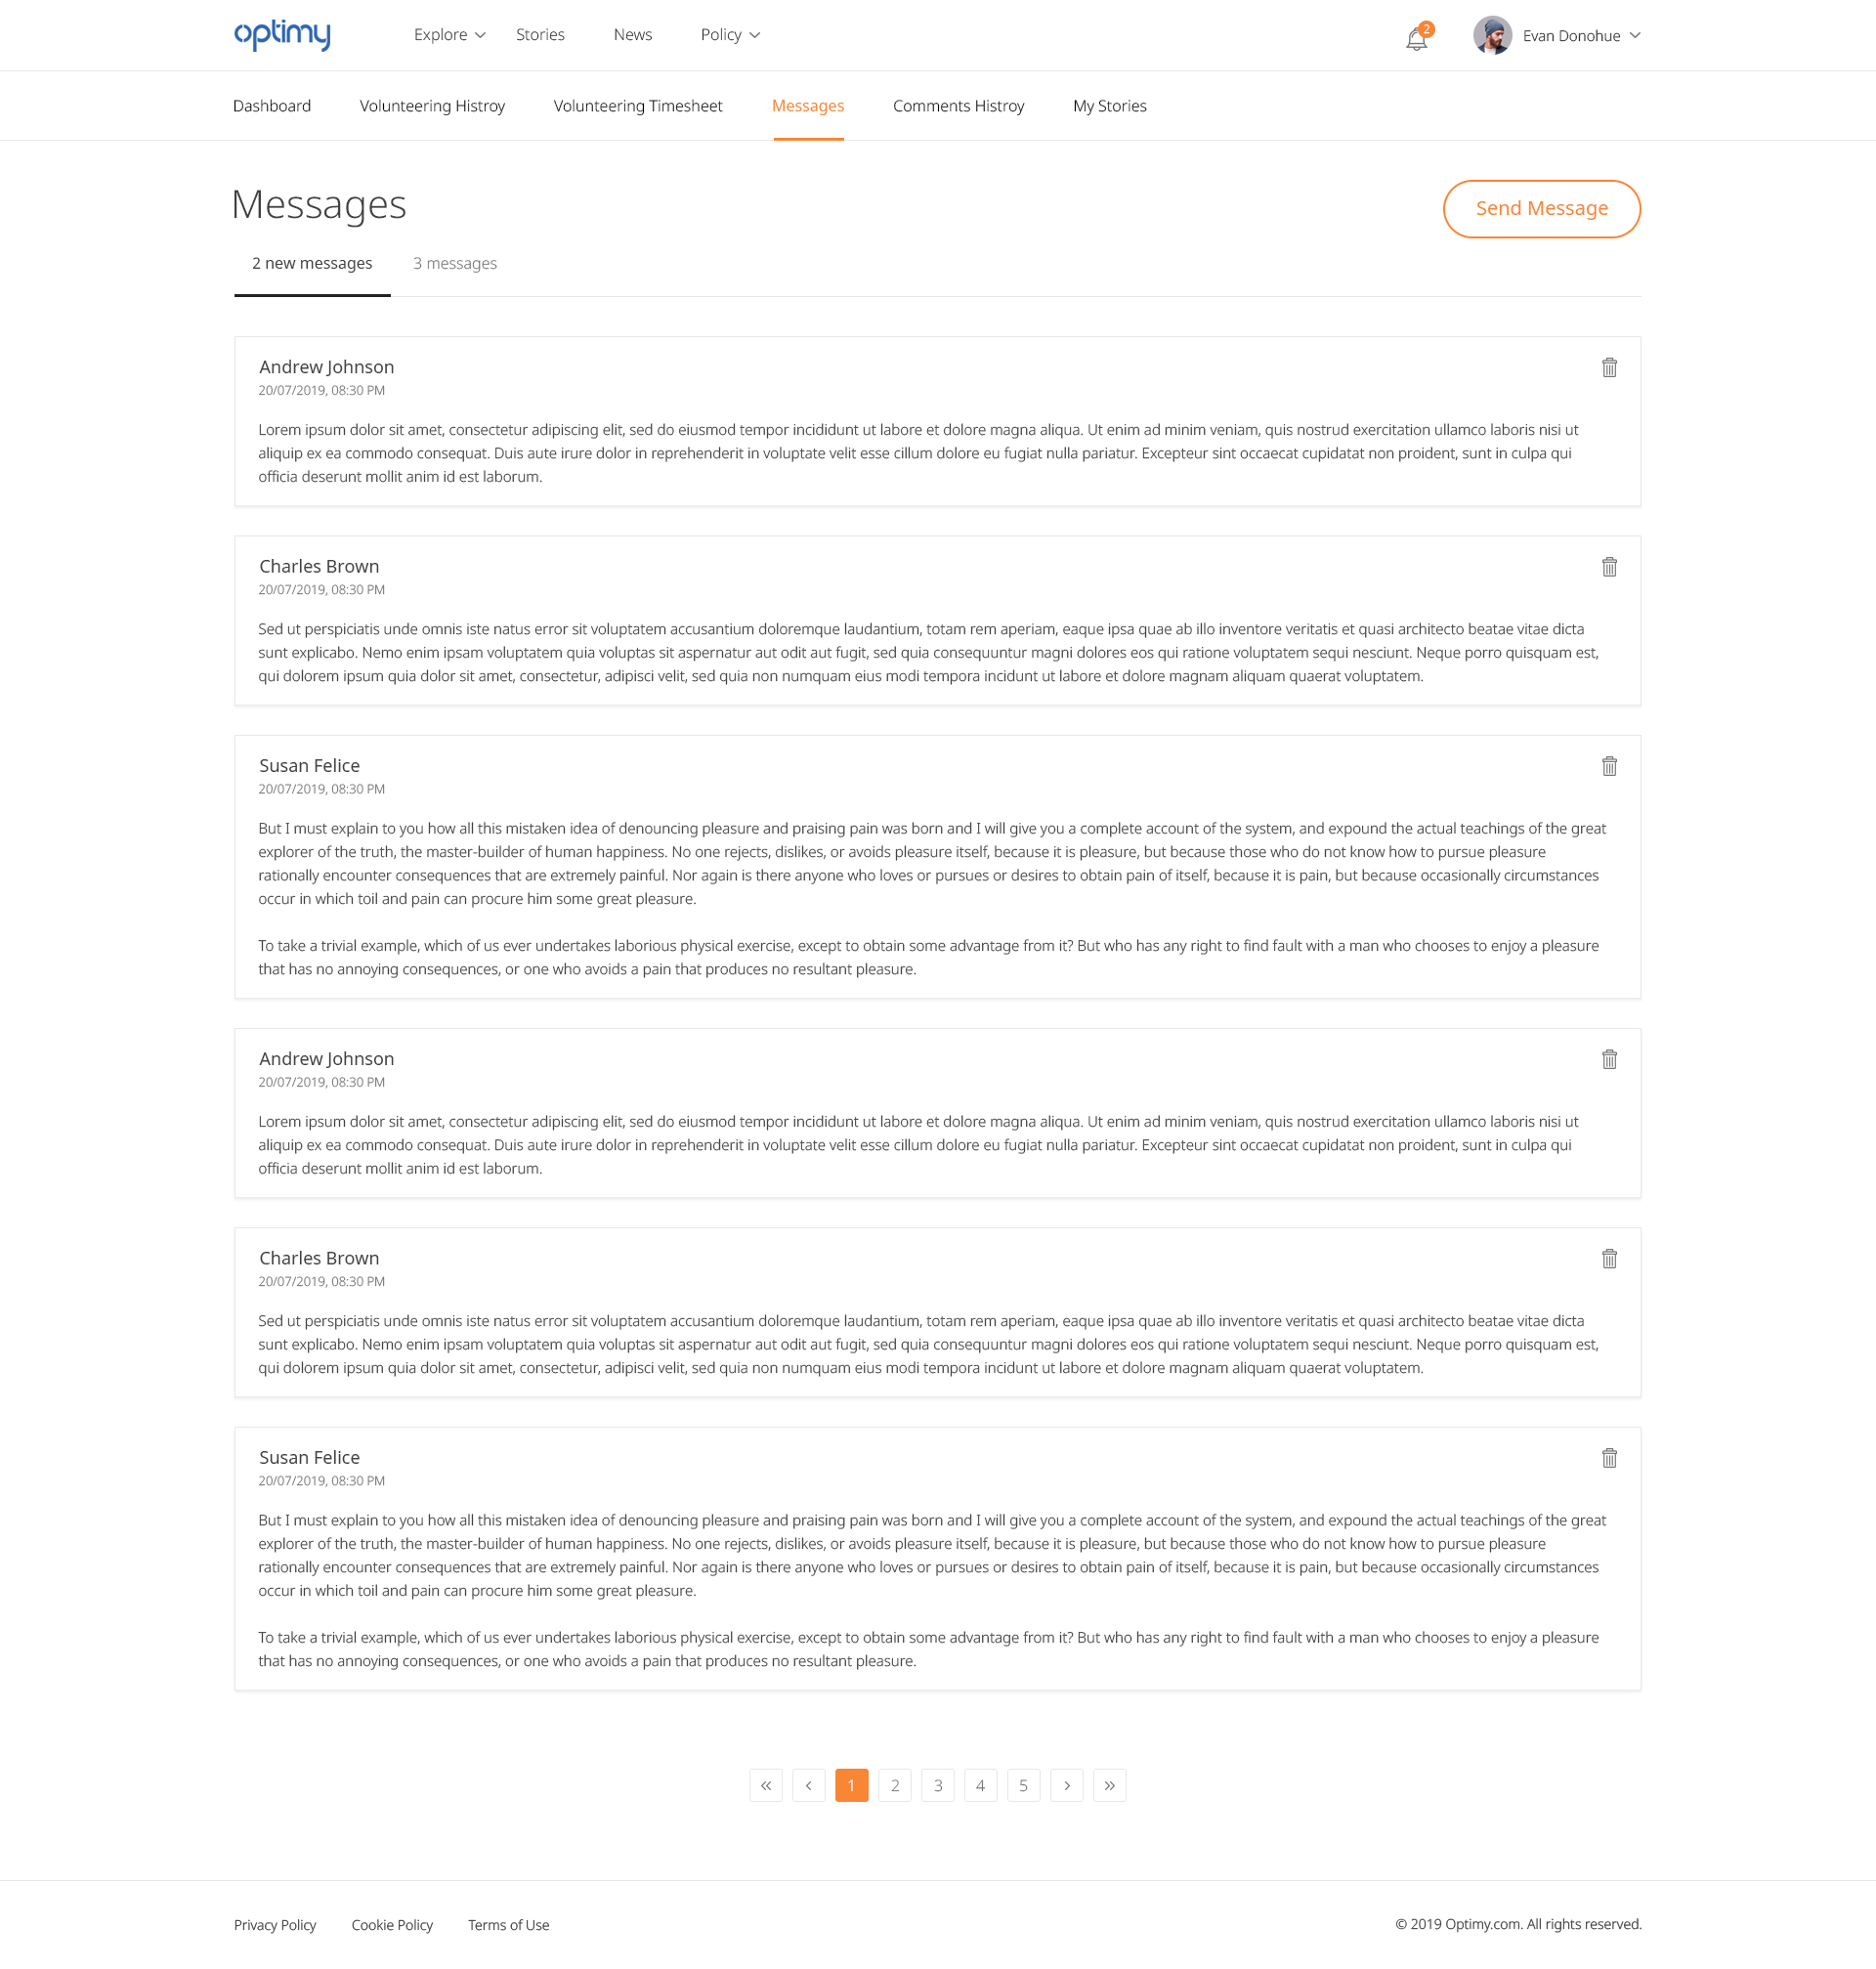 optimy
Explore Stories News Policy
2
Evan Donohue
Dashboard Volunteering Histroy Volunteering Timesheet Messages Comments Histroy My Stories
Messages
Send Message
2 new messages 3 messages
Andrew Johnson
20/07/2019, 08:30 PM
Lorem ipsum dolor sit amet, consectetur adipiscing elit, sed do eiusmod tempor incididunt ut labore et dolore magna aliqua. Ut enim ad minim veniam, quis nostrud exercitation ullamco laboris nisi ut
aliquip ex ea commodo consequat. Duis aute irure dolor in reprehenderit in voluptate velit esse cillum dolore eu fugiat nulla pariatur. Excepteur sint occaecat cupidatat non proident, sunt in culpa qui
officia deserunt mollit anim id est laborum.
Charles Brown
20/07/2019, 08:30 PM
Sed ut perspiciatis unde omnis iste natus error sit voluptatem accusantium doloremque laudantium, totam rem aperiam, eaque ipsa quae ab illo inventore veritatis et quasi architecto beatae vitae dicta
sunt explicabo. Nemo enim ipsam voluptatem quia voluptas sit aspernatur aut odit aut fugit, sed quia consequuntur magni dolores eos qui ratione voluptatem sequi nesciunt. Neque porro quisquam est,
qui dolorem ipsum quia dolor sit amet, consectetur, adipisci velit, sed quia non numquam eius modi tempora incidunt ut labore et dolore magnam aliquam quaerat voluptatem.
Susan Felice
20/07/2019, 08:30 PM
But I must explain to you how all this mistaken idea of denouncing pleasure and praising pain was born and I will give you a complete account of the system, and expound the actual teachings of the great
explorer of the truth, the master-builder of human happiness. No one rejects, dislikes, or avoids pleasure itself, because it is pleasure, but because those who do not know how to pursue pleasure
rationally encounter consequences that are extremely painful. Nor again is there anyone who loves or pursues or desires to obtain pain of itself, because it is pain, but because occasionally circumstances
occur in which toil and pain can procure him some great pleasure.
To take a trivial example, which of us ever undertakes laborious physical exercise, except to obtain some advantage from it? But who has any right to find fault with a man who chooses to enjoy a pleasure
that has no annoying consequences, or one who avoids a pain that produces no resultant pleasure.
Andrew Johnson
20/07/2019, 08:30 PM
Lorem ipsum dolor sit amet, consectetur adipiscing elit, sed do eiusmod tempor incididunt ut labore et dolore magna aliqua. Ut enim ad minim veniam, quis nostrud exercitation ullamco laboris nisi ut
aliquip ex ea commodo consequat. Duis aute irure dolor in reprehenderit in voluptate velit esse cillum dolore eu fugiat nulla pariatur. Excepteur sint occaecat cupidatat non proident, sunt in culpa qui
officia deserunt mollit anim id est laborum.
Charles Brown
20/07/2019, 08:30 PM
Sed ut perspiciatis unde omnis iste natus error sit voluptatem accusantium doloremque laudantium, totam rem aperiam, eaque ipsa quae ab illo inventore veritatis et quasi architecto beatae vitae dicta
sunt explicabo. Nemo enim ipsam voluptatem quia voluptas sit aspernatur aut odit aut fugit, sed quia consequuntur magni dolores eos qui ratione voluptatem sequi nesciunt. Neque porro quisquam est,
qui dolorem ipsum quia dolor sit amet, consectetur, adipisci velit, sed quia non numquam eius modi tempora incidunt ut labore et dolore magnam aliquam quaerat voluptatem.
Susan Felice
20/07/2019, 08:30 PM
But I must explain to you how all this mistaken idea of denouncing pleasure and praising pain was born and I will give you a complete account of the system, and expound the actual teachings of the great
explorer of the truth, the master-builder of human happiness. No one rejects, dislikes, or avoids pleasure itself, because it is pleasure, but because those who do not know how to pursue pleasure
rationally encounter consequences that are extremely painful. Nor again is there anyone who loves or pursues or desires to obtain pain of itself, because it is pain, but because occasionally circumstances
occur in which toil and pain can procure him some great pleasure.
To take a trivial example, which of us ever undertakes laborious physical exercise, except to obtain some advantage from it? But who has any right to find fault with a man who chooses to enjoy a pleasure
that has no annoying consequences, or one who avoids a pain that produces no resultant pleasure.
« ‹ 1 2 3 4 5 › »
Privacy Policy Cookie Policy Terms of Use
© 2019 Optimy.com. All rights reserved.